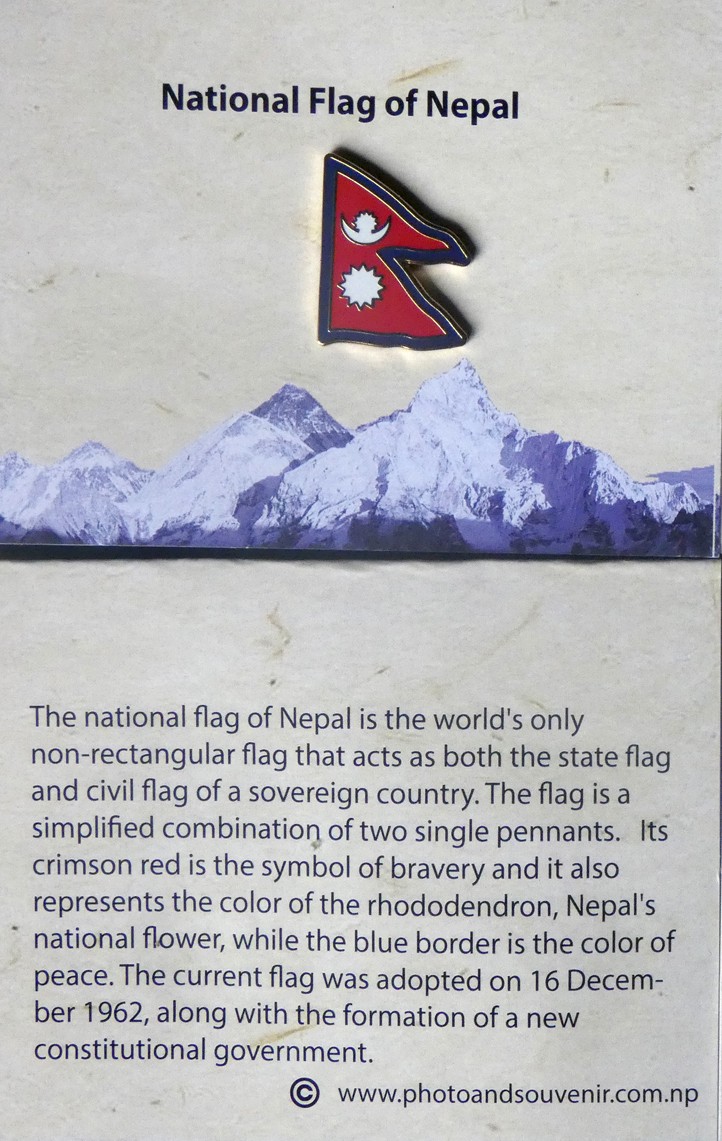 National Flag of Nepal
The national flag of Nepal is the world's only
non-rectangular flag that acts as both the state flag
and civil flag of a sovereign country. The flag is a
simplified combination of two single pennants. Its
crimson red is the symbol of bravery and it also
represents the color of the rhododendron, Nepal's
national flower, while the blue border is the color of
peace. The current flag was adopted on 16 Decem-
ber 1962, along with the formation of a new
constitutional government.
© www.photoandsouvenir.com.np